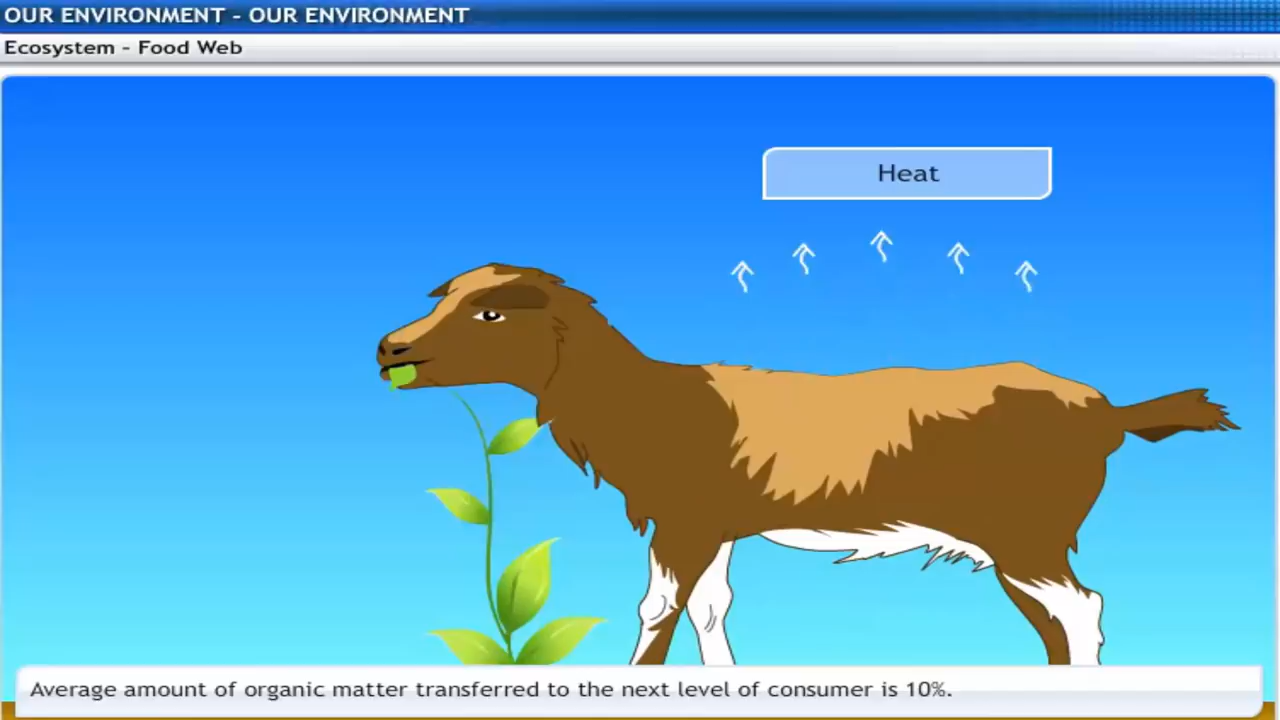 OUR ENVIRONMENT - OUR ENVIRONMENT
Ecosystem - Food Web
Heat
Average amount of organic matter transferred to the next level of consumer is 10%.